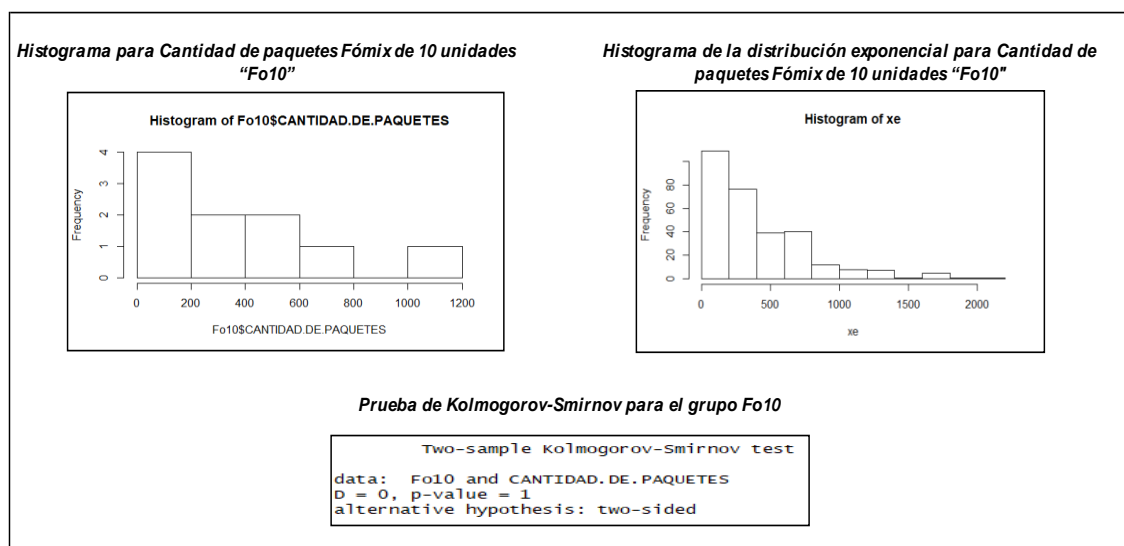 Histograma para Cantidad de paquetes Fómix de 10 unidades
“Fo10”
Histogram of Fo10$CANTIDAD.DE.PAQUETES
Frequency
0 1 2 3 4
0 200 400 600 800 1000 1200
Fo10$CANTIDAD.DE.PAQUETES
Histograma de la distribución exponencial para Cantidad de
paquetes Fómix de 10 unidades “Fo10"
Histogram of xe
Frequency
0 20 40 60 80
0 500 1000 1500 2000
xe
Prueba de Kolmogorov-Smirnov para el grupo Fo10
Two-sample Kolmogorov-Smirnov test
data: Fo10 and CANTIDAD.DE.PAQUETES
D = 0, p-value = 1
alternative hypothesis: two-sided